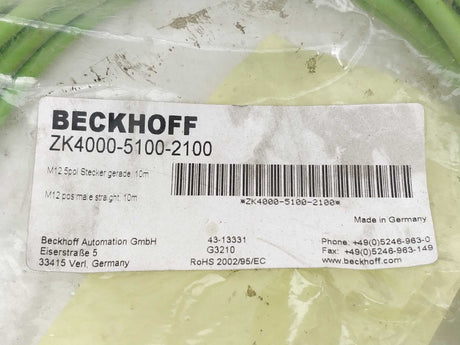 BECKHOFF
ZK4000-5100-2100
M12 5pol Stecker gerade, 10m
M12 pos male straight, 10m
*ZK4000-5100-2100*
Made in Germany
Beckhoff Automation GmbH 43-13331 Phone: +49(0)5246-963-0
Eiserstraße 5 G3210 Fax: +49(0)5246-963-149
33415 Verl, Germany RoHS 2002/95/EC www.beckhoff.com